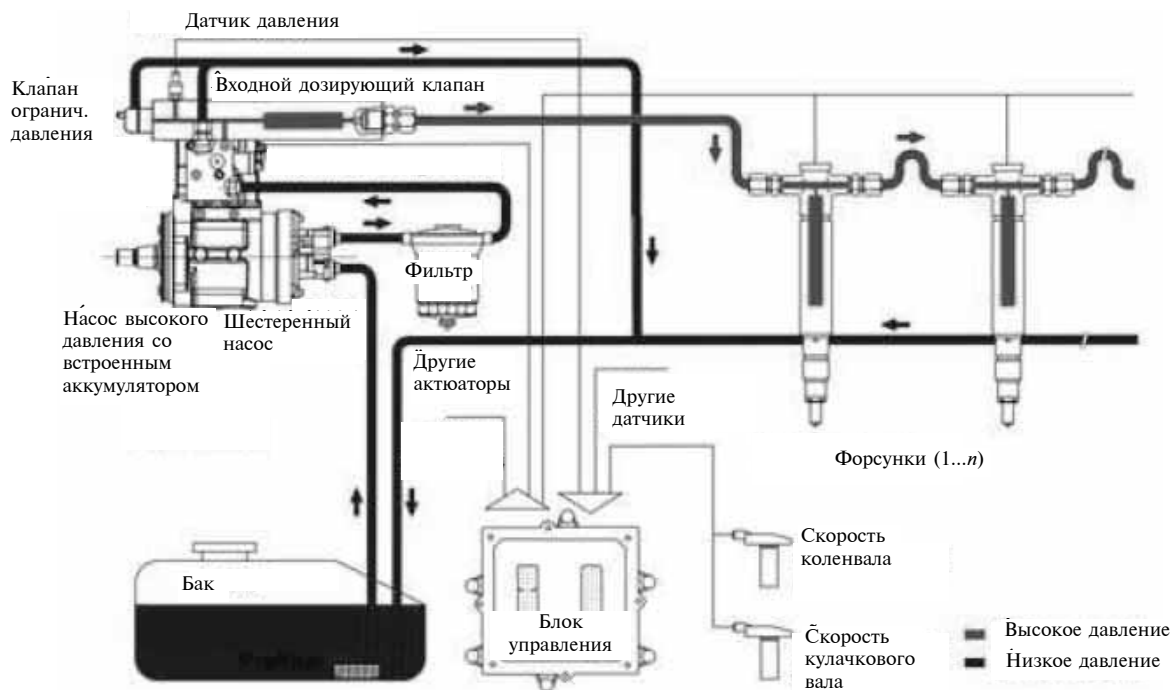 Датчик давления
Клапан
огранич.
давления
Входной дозирующий клапан
Фильтр
Насос высокого
давления со
встроенным
аккумулятором
Шестеренный
насос
Другие
актюаторы
Другие
датчики
Форсунки (1...n)
Бак
Блок
управления
Скорость
коленвала
Скорость
кулачкового
вала
Высокое давление
Низкое давление